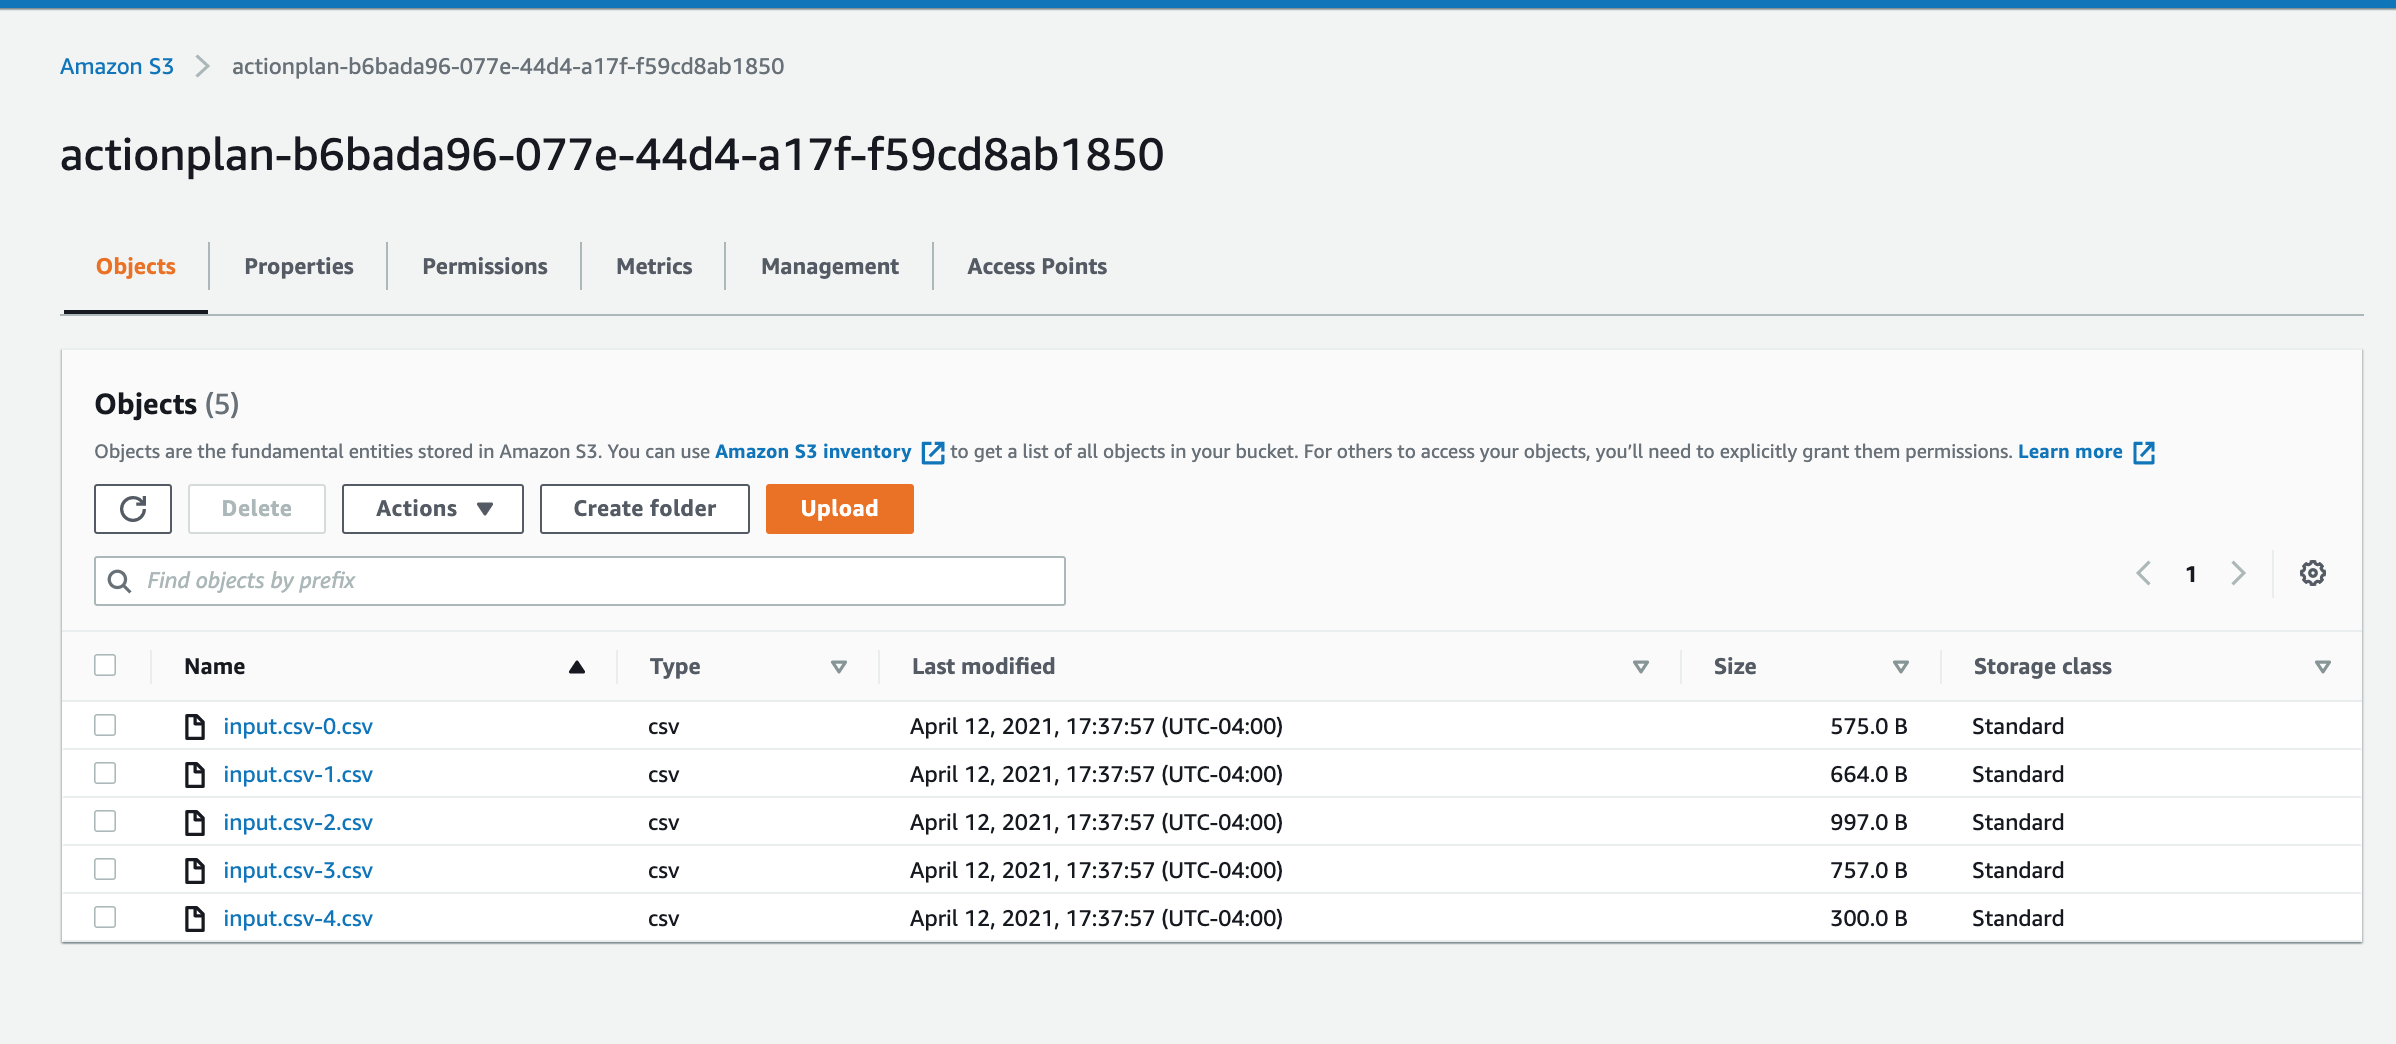 Amazon S3 actionplan-b6bada96-077e-44d4-a17f-f59cd8ab1850
actionplan-b6bada96-077e-44d4-a17f-f59cd8ab1850
Objects Properties Permissions Metrics Management Access Points
Objects (5)
Objects are the fundamental entities stored in Amazon S3. You can use Amazon S3 inventory to get a list of all objects in your bucket. For others to access your objects, you’ll need to explicitly grant them permissions. Learn more
Delete Actions Create folder Upload
Find objects by prefix 1
Name Type Last modified Size Storage class
input.csv-0.csv csv April 12, 2021, 17:37:57 (UTC-04:00) 575.0 B Standard
input.csv-1.csv csv April 12, 2021, 17:37:57 (UTC-04:00) 664.0 B Standard
input.csv-2.csv csv April 12, 2021, 17:37:57 (UTC-04:00) 997.0 B Standard
input.csv-3.csv csv April 12, 2021, 17:37:57 (UTC-04:00) 757.0 B Standard
input.csv-4.csv csv April 12, 2021, 17:37:57 (UTC-04:00) 300.0 B Standard